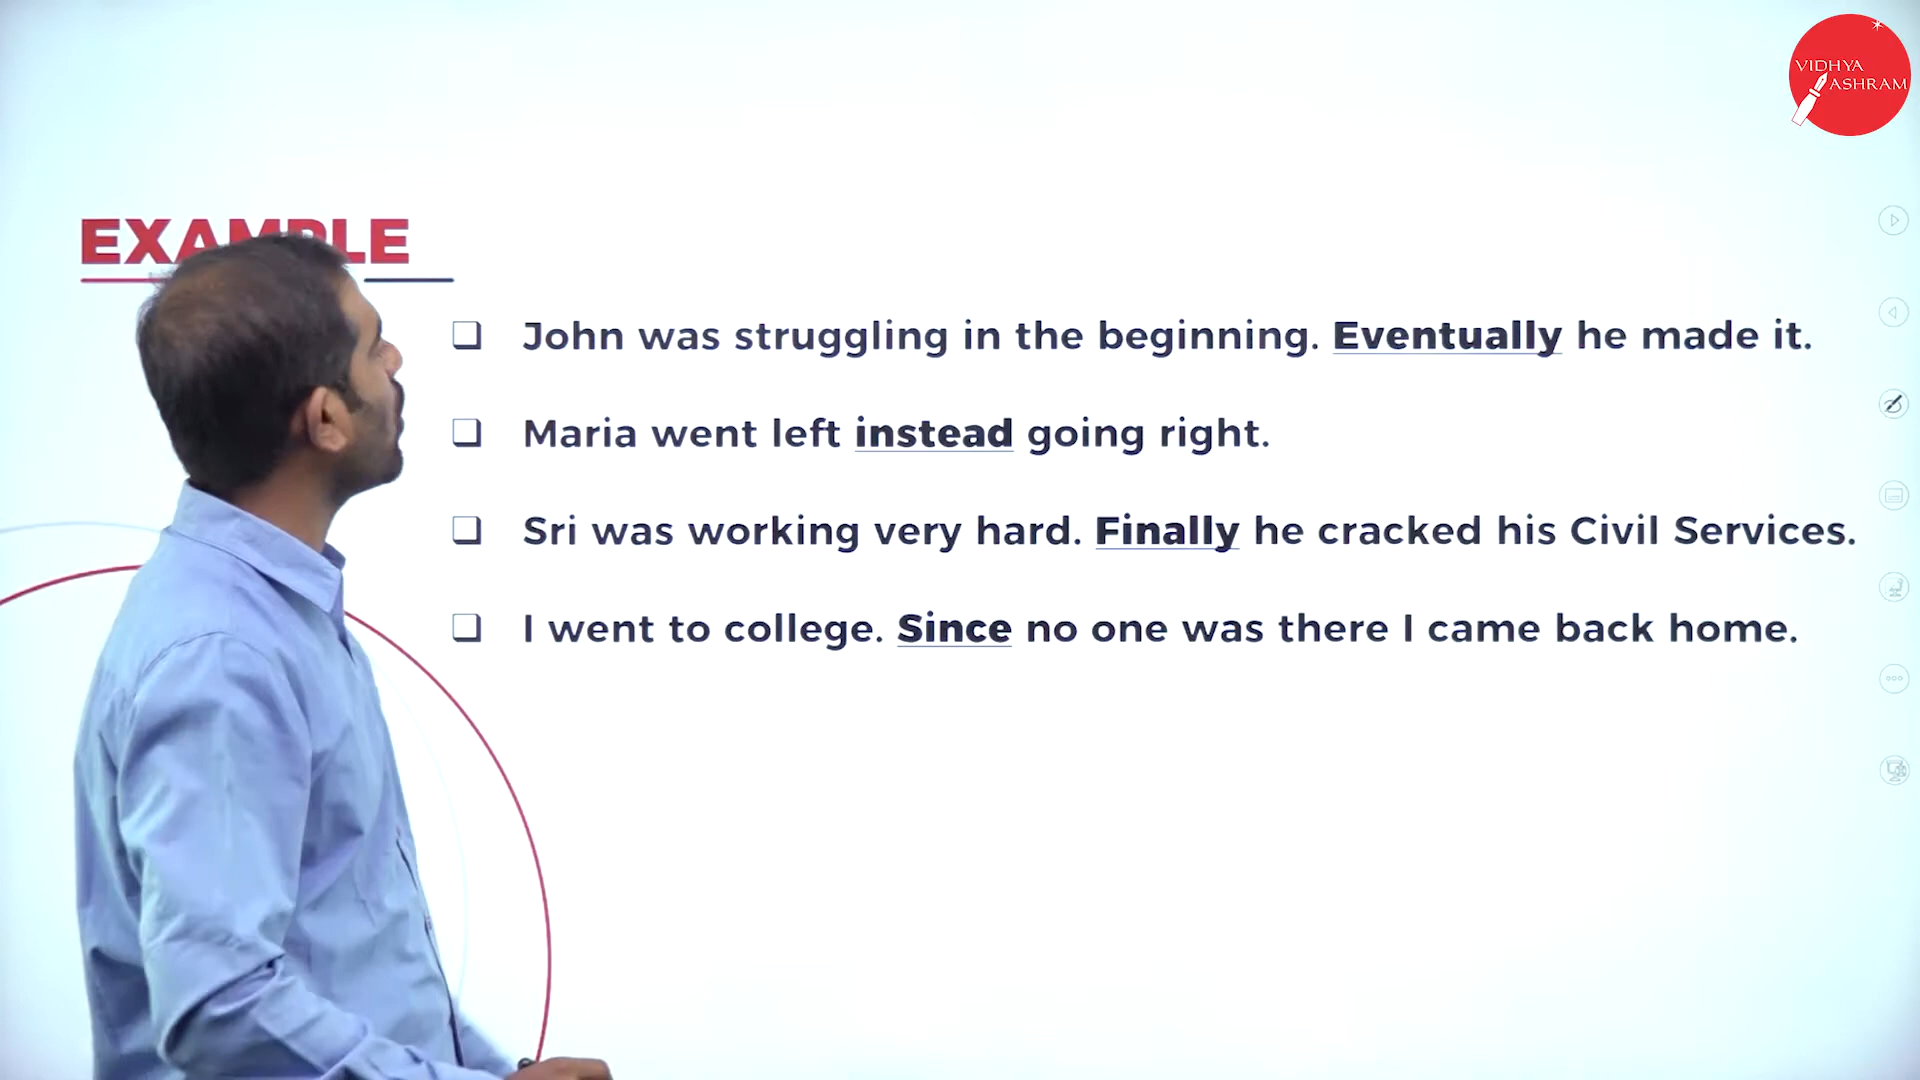 VIDHYA
ASHRAM
EXAMPLE
❑ John was struggling in the beginning. Eventually he made it.
❑ Maria went left instead going right.
❑ Sri was working very hard. Finally he cracked his Civil Services.
❑ I went to college. Since no one was there I came back home.